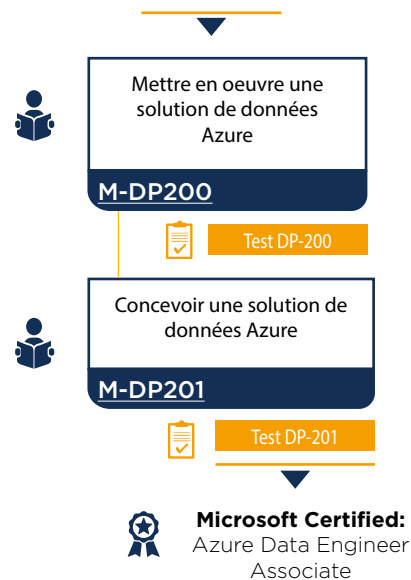 Mettre en oeuvre une
solution de données
Azure
M-DP200
Test DP-200
Concevoir une solution de
données Azure
M-DP201
Test DP-201
Microsoft Certified:
Azure Data Engineer
Associate